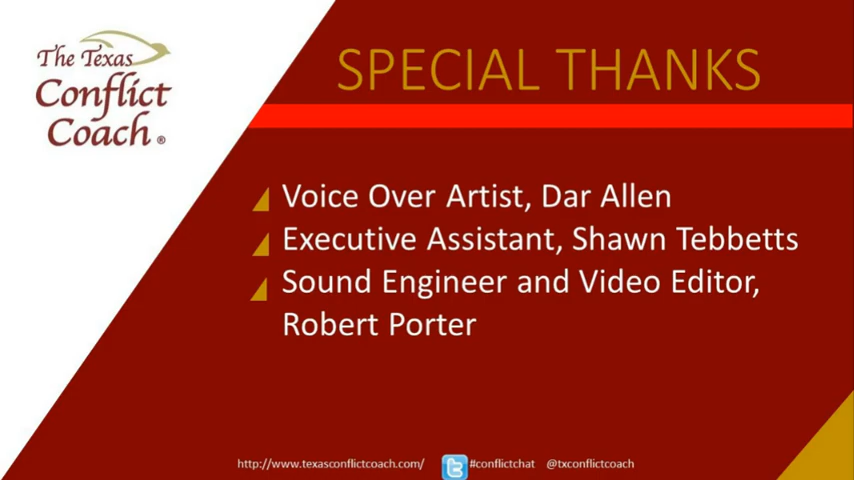 The Texas
Conflict
Coach®
SPECIAL THANKS
Voice Over Artist, Dar Allen
Executive Assistant, Shawn Tebbetts
Sound Engineer and Video Editor,
Robert Porter
http://www.texasconflictcoach.com/ #conflictchat @txconflictcoach